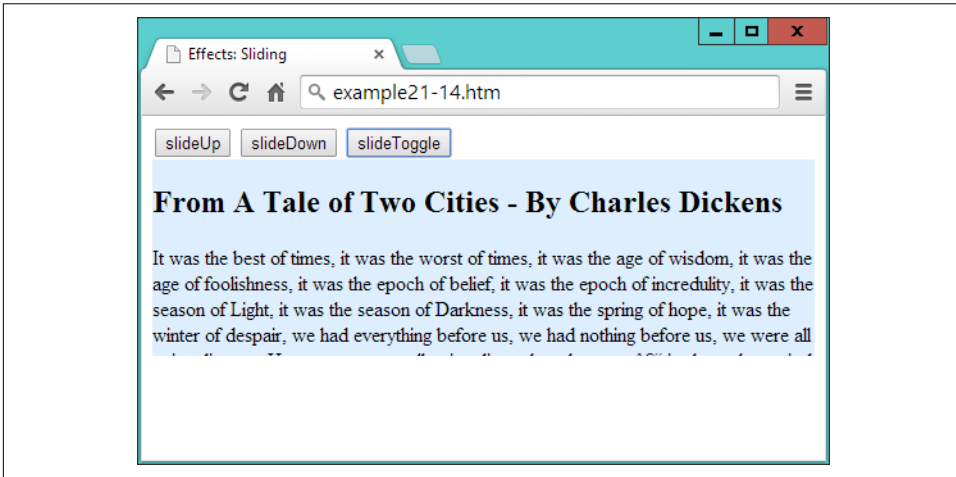 Effects: Sliding
example21-14.htm
slideUp slideDown slideToggle
From A Tale of Two Cities - By Charles Dickens
It was the best of times, it was the worst of times, it was the age of wisdom, it was the
age of foolishness, it was the epoch of belief, it was the epoch of incredulity, it was the
season of Light, it was the season of Darkness, it was the spring of hope, it was the
winter of despair, we had everything before us, we had nothing before us, we were all